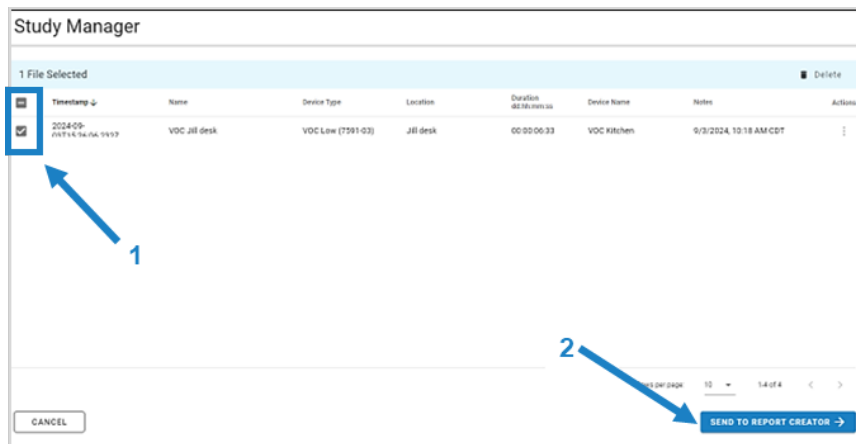 Study Manager
1 File Selected
Delete
Timestamp Name Device Type Location Duration Device Name Notes Actions
dd:hh:mm:ss
2024-09- VOC Jill desk VOC Low (7591-03) Jill desk 00:00:06:33 VOC Kitchen 9/3/2024, 10:18 AM CDT
1
2
per page 10 1-4 of 4
CANCEL
SEND TO REPORT CREATOR